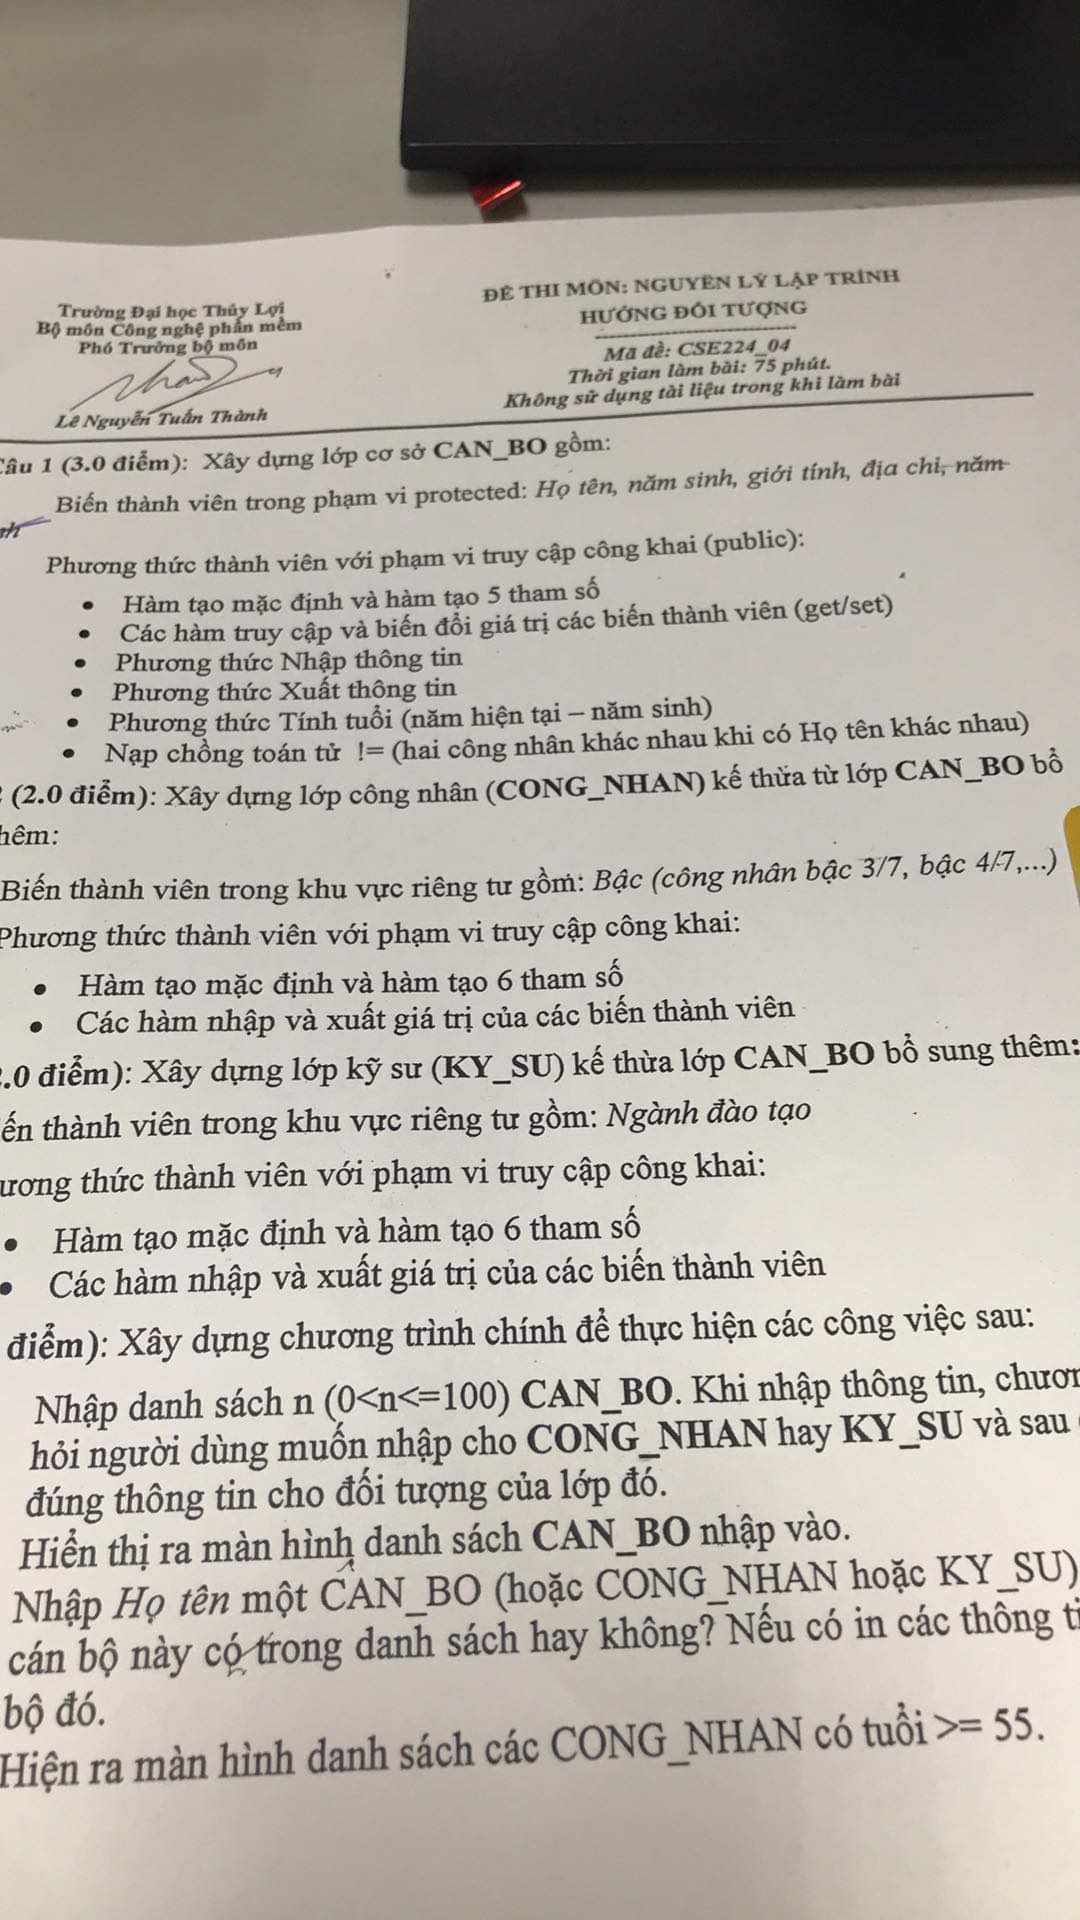 Trường Đại học Thủy Lợi
Bộ môn Công nghệ phần mềm
Phó Trưởng bộ môn
Lê Nguyễn Tuấn Thành
ĐỀ THI MÔN: NGUYÊN LÝ LẬP TRÌNH
HƯỚNG ĐỐI TƯỢNG
Mã đề: CSE224_04
Thời gian làm bài: 75 phút.
Không sử dụng tài liệu trong khi làm bài
Câu 1 (3.0 điểm): Xây dựng lớp cơ sở CAN_BO gồm:
Biến thành viên trong phạm vi protected: Họ tên, năm sinh, giới tính, địa chỉ, năm
Phương thức thành viên với phạm vi truy cập công khai (public):
• Hàm tạo mặc định và hàm tạo 5 tham số
• Các hàm truy cập và biến đổi giá trị các biến thành viên (get/set)
• Phương thức Nhập thông tin
• Phương thức Xuất thông tin
• Phương thức Tính tuổi (năm hiện tại – năm sinh)
• Nạp chồng toán tử != (hai công nhân khác nhau khi có Họ tên khác nhau)
(2.0 điểm): Xây dựng lớp công nhân (CONG_NHAN) kế thừa từ lớp CAN_BO bổ
hêm:
Biến thành viên trong khu vực riêng tư gồm: Bậc (công nhân bậc 3/7, bậc 4/7,...)
Phương thức thành viên với phạm vi truy cập công khai:
• Hàm tạo mặc định và hàm tạo 6 tham số
• Các hàm nhập và xuất giá trị của các biến thành viên
.0 điểm): Xây dựng lớp kỹ sư (KY_SU) kế thừa lớp CAN_BO bổ sung thêm:
ến thành viên trong khu vực riêng tư gồm: Ngành đào tạo
ương thức thành viên với phạm vi truy cập công khai:
• Hàm tạo mặc định và hàm tạo 6 tham số
• Các hàm nhập và xuất giá trị của các biến thành viên
điểm): Xây dựng chương trình chính để thực hiện các công việc sau:
Nhập danh sách n (0<n<=100) CAN_BO. Khi nhập thông tin, chươn
hỏi người dùng muốn nhập cho CONG_NHAN hay KY_SU và sau
đúng thông tin cho đối tượng của lớp đó.
Hiển thị ra màn hình danh sách CAN_BO nhập vào.
Nhập Họ tên một CAN_BO (hoặc CONG_NHAN hoặc KY_SU)
cán bộ này có trong danh sách hay không? Nếu có in các thông ti
bộ đó.
Hiện ra màn hình danh sách các CONG_NHAN có tuổi >= 55.